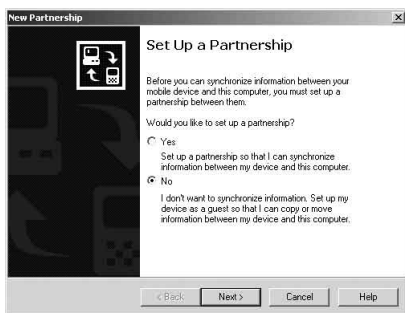 New Partnership
Set Up a Partnership
Before you can synchronize information between your
mobile device and this computer, you must set up a
partnership between them.
Would you like to set up a partnership?
Yes
Set up a partnership so that I can synchronize
information between my device and this computer.
No
I don't want to synchronize information. Set up my
device as a guest so that I can copy or move
information between my device and this computer.
< Back Next > Cancel Help